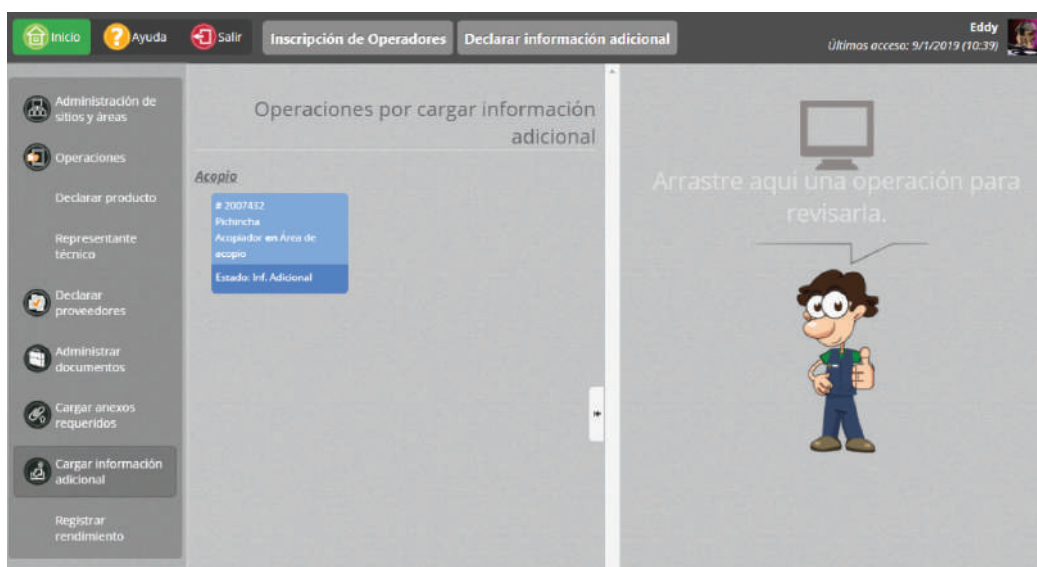 Inicio
Ayuda
Salir
Inscripción de Operadores
Declarar información adicional
Eddy
Últimos acceso: 9/1/2019 (10:39)
Administración de
sitios y áreas
Operaciones
Declarar producto
Representante
técnico
Declarar
proveedores
Administrar
documentos
Cargar anexos
requeridos
Cargar información
adicional
Registrar
rendimiento
Operaciones por cargar información
adicional
Acopio
# 2007432
Pichincha
Acopiador en Área de
acopio
Estado: Inf. Adicional
Arrastre aquí una operación para
revisarla.